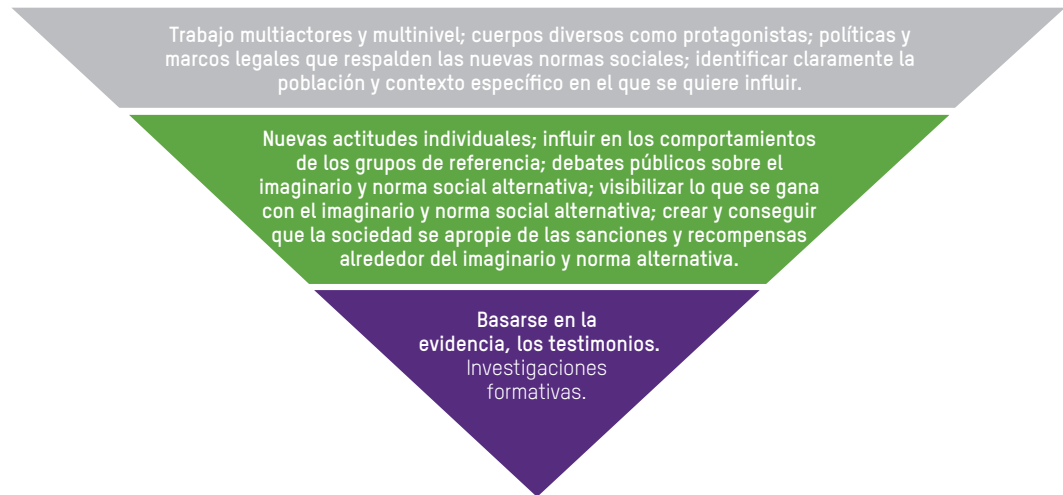 Trabajo multiactores y multinivel; cuerpos diversos como protagonistas; políticas y
marcos legales que respalden las nuevas normas sociales; identificar claramente la
población y contexto específico en el que se quiere influir.
Nuevas actitudes individuales; influir en los comportamientos
de los grupos de referencia; debates públicos sobre el
imaginario y norma social alternativa; visibilizar lo que se gana
con el imaginario y norma social alternativa; crear y conseguir
que la sociedad se apropie de las sanciones y recompensas
alrededor del imaginario y norma alternativa.
Basarse en la
evidencia, los testimonios.
Investigaciones
formativas.